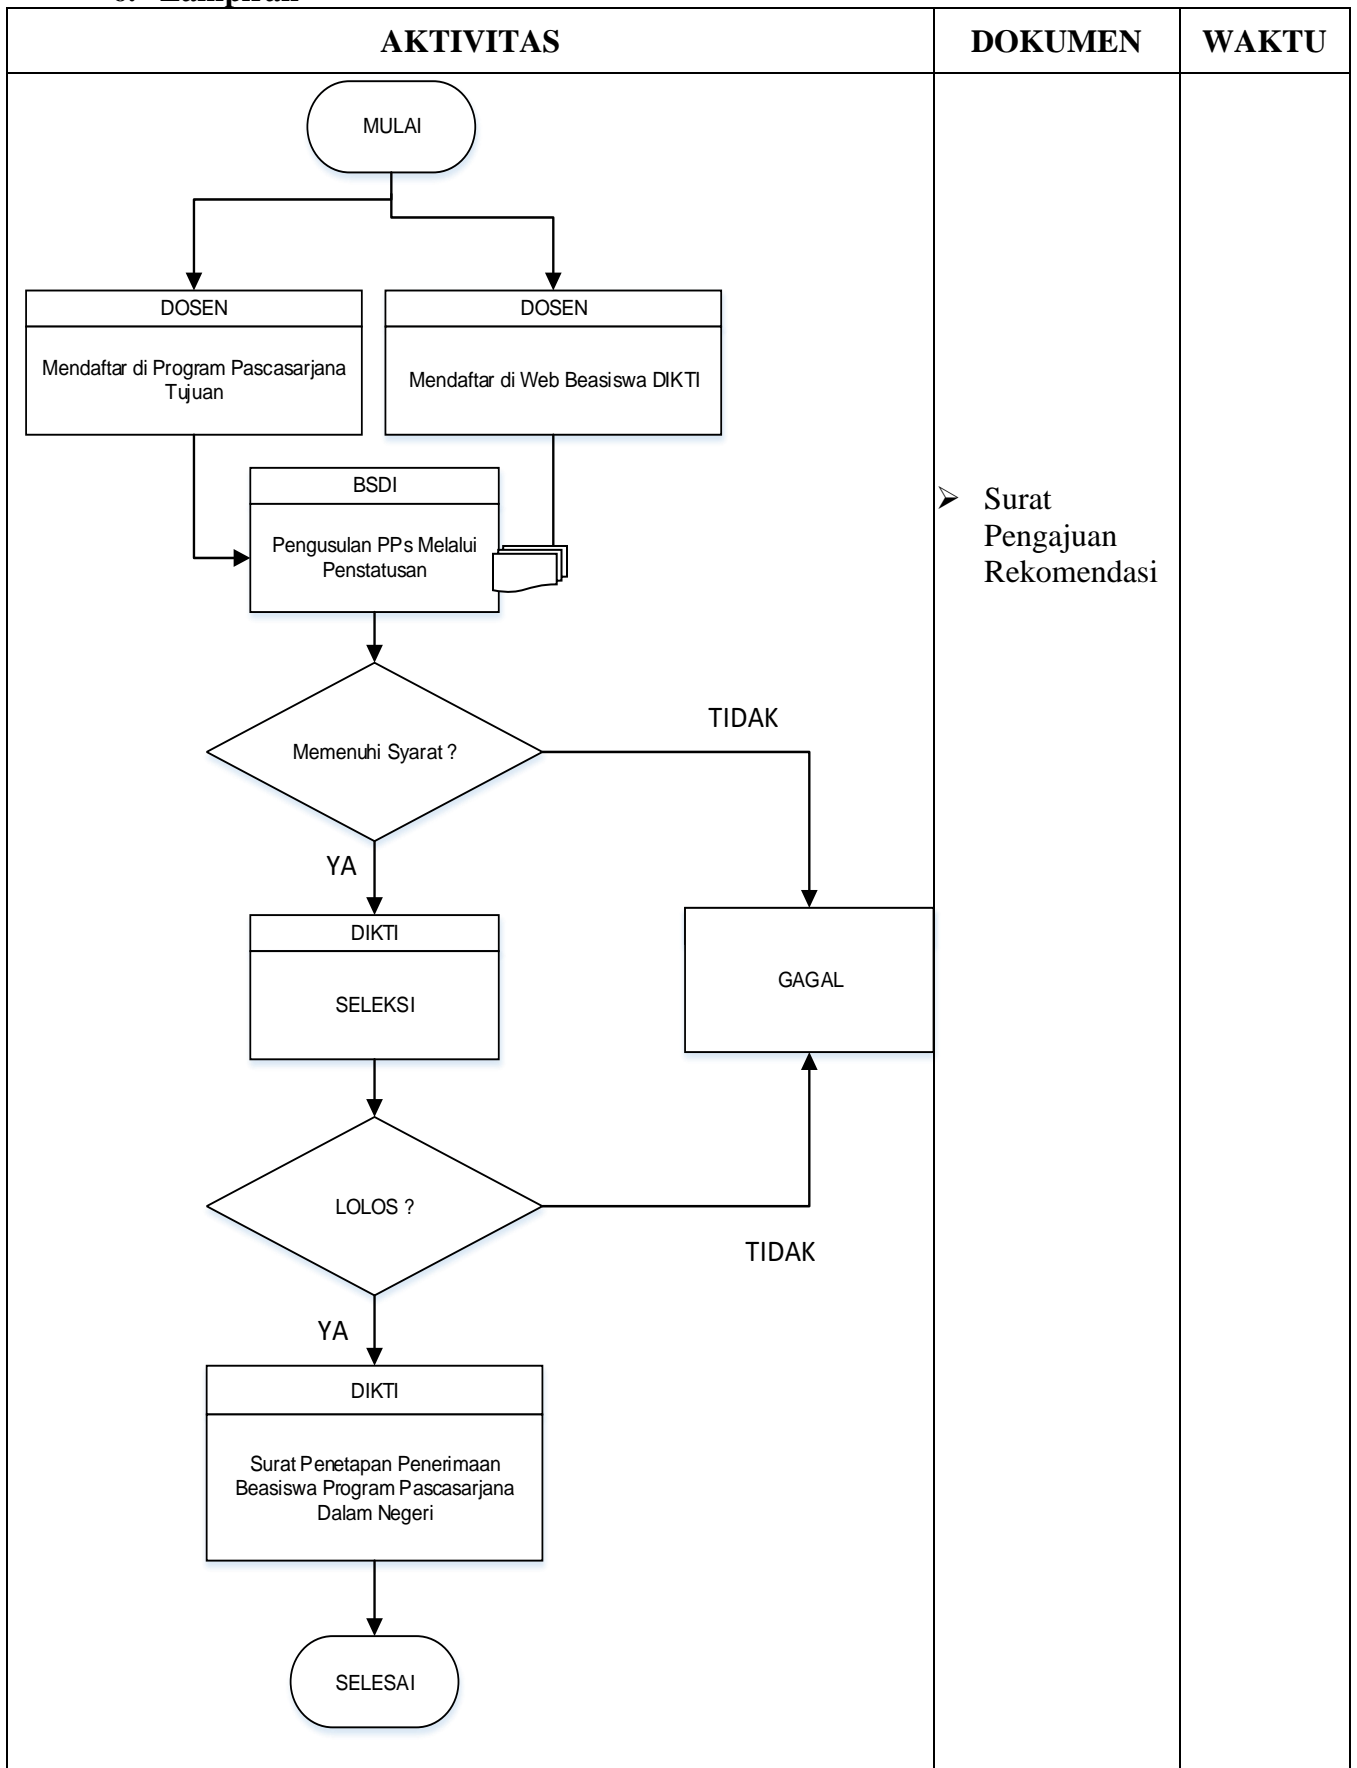 Lampiran
AKTIVITAS
DOKUMEN
WAKTU
MULAI
DOSEN
Mendaftar di Program Pascasarjana
Tujuan
DOSEN
Mendaftar di Web Beasiswa DIKTI
BSDI
Pengusulan PPs Melalui
Penstatusan
➢ Surat
Pengajuan
Rekomendasi
Memenuhi Syarat ?
TIDAK
YA
DIKTI
SELEKSI
GAGAL
LOLOS ?
TIDAK
YA
DIKTI
Surat Penetapan Penerimaan
Beasiswa Program Pascasarjana
Dalam Negeri
SELESAI